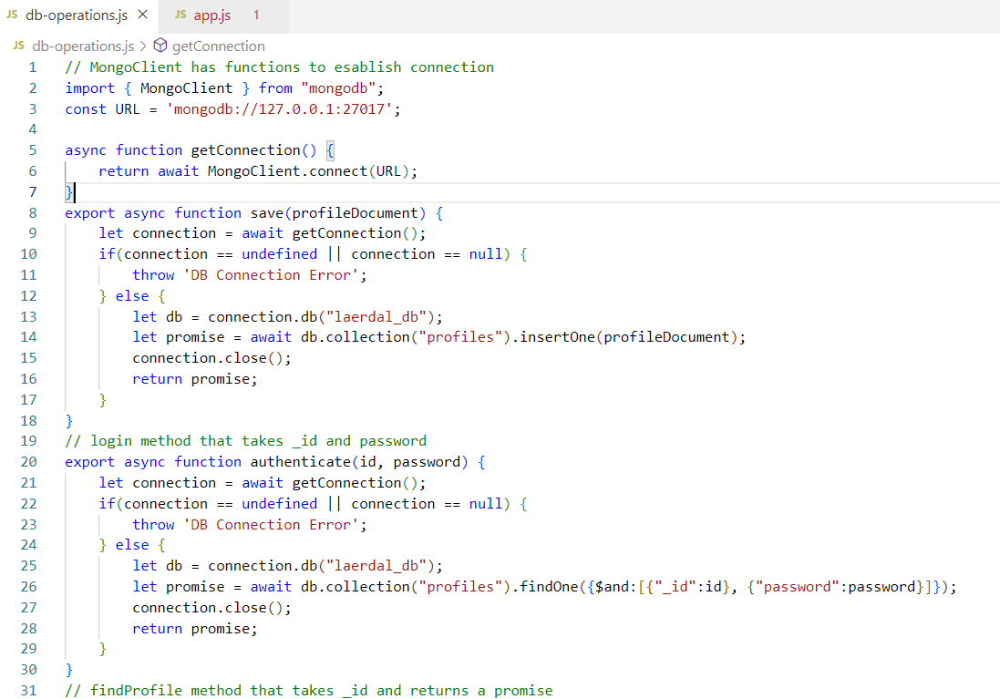 JS db-operations.js × JS app.js 1
JS db-operations.js > getConnection
1 // MongoClient has functions to esablish connection
2 import { MongoClient } from "mongodb";
3 const URL = 'mongodb://127.0.0.1:27017';
4
5 async function getConnection() {
6     return await MongoClient.connect(URL);
7 }
8 export async function save(profileDocument) {
9     let connection = await getConnection();
10     if(connection == undefined || connection == null) {
11         throw 'DB Connection Error';
12     } else {
13         let db = connection.db("laerdal_db");
14         let promise = await db.collection("profiles").insertOne(profileDocument);
15         connection.close();
16         return promise;
17     }
18 }
19 // login method that takes _id and password
20 export async function authenticate(id, password) {
21     let connection = await getConnection();
22     if(connection == undefined || connection == null) {
23         throw 'DB Connection Error';
24     } else {
25         let db = connection.db("laerdal_db");
26         let promise = await db.collection("profiles").findOne({$and:[{"_id":id}, {"password":password}]});
27         connection.close();
28         return promise;
29     }
30 }
31 // findProfile method that takes _id and returns a promise